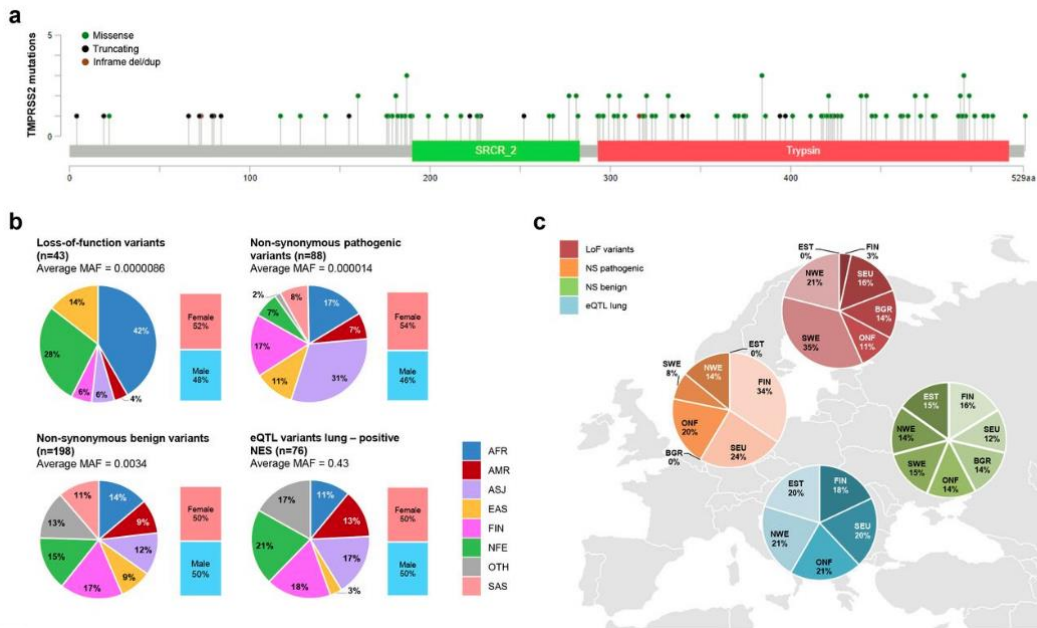 a
TMPRSS2 mutations
5
0
Missense
Truncating
Inframe del/dup
SRCR_2
Trypsin
0
100
200
300
400
529aa
b
Loss-of-function variants
(n=43)
Average MAF = 0.0000086
14%
42%
28%
6%
6%
4%
Female
52%
Male
48%
Non-synonymous pathogenic
variants (n=88)
Average MAF = 0.000014
2%
8%
17%
7%
7%
17%
31%
11%
Female
54%
Male
46%
Non-synonymous benign variants
(n=198)
Average MAF = 0.0034
11%
14%
13%
9%
15%
12%
17%
9%
Female
50%
Male
50%
eQTL variants lung – positive
NES (n=76)
Average MAF = 0.43
17%
11%
13%
21%
17%
18%
3%
Female
50%
Male
50%
AFR
AMR
ASJ
EAS
FIN
NFE
OTH
SAS
c
LoF variants
NS pathogenic
NS benign
eQTL lung
EST
0%
FIN
3%
NWE
21%
SEU
16%
BGR
14%
SWE
35%
ONF
11%
EST
0%
SWE
8%
NWE
14%
FIN
34%
ONF
20%
SEU
24%
BGR
0%
EST
15%
FIN
16%
NWE
14%
SEU
12%
SWE
15%
BGR
14%
ONF
14%
EST
20%
FIN
18%
NWE
21%
SEU
20%
ONF
21%